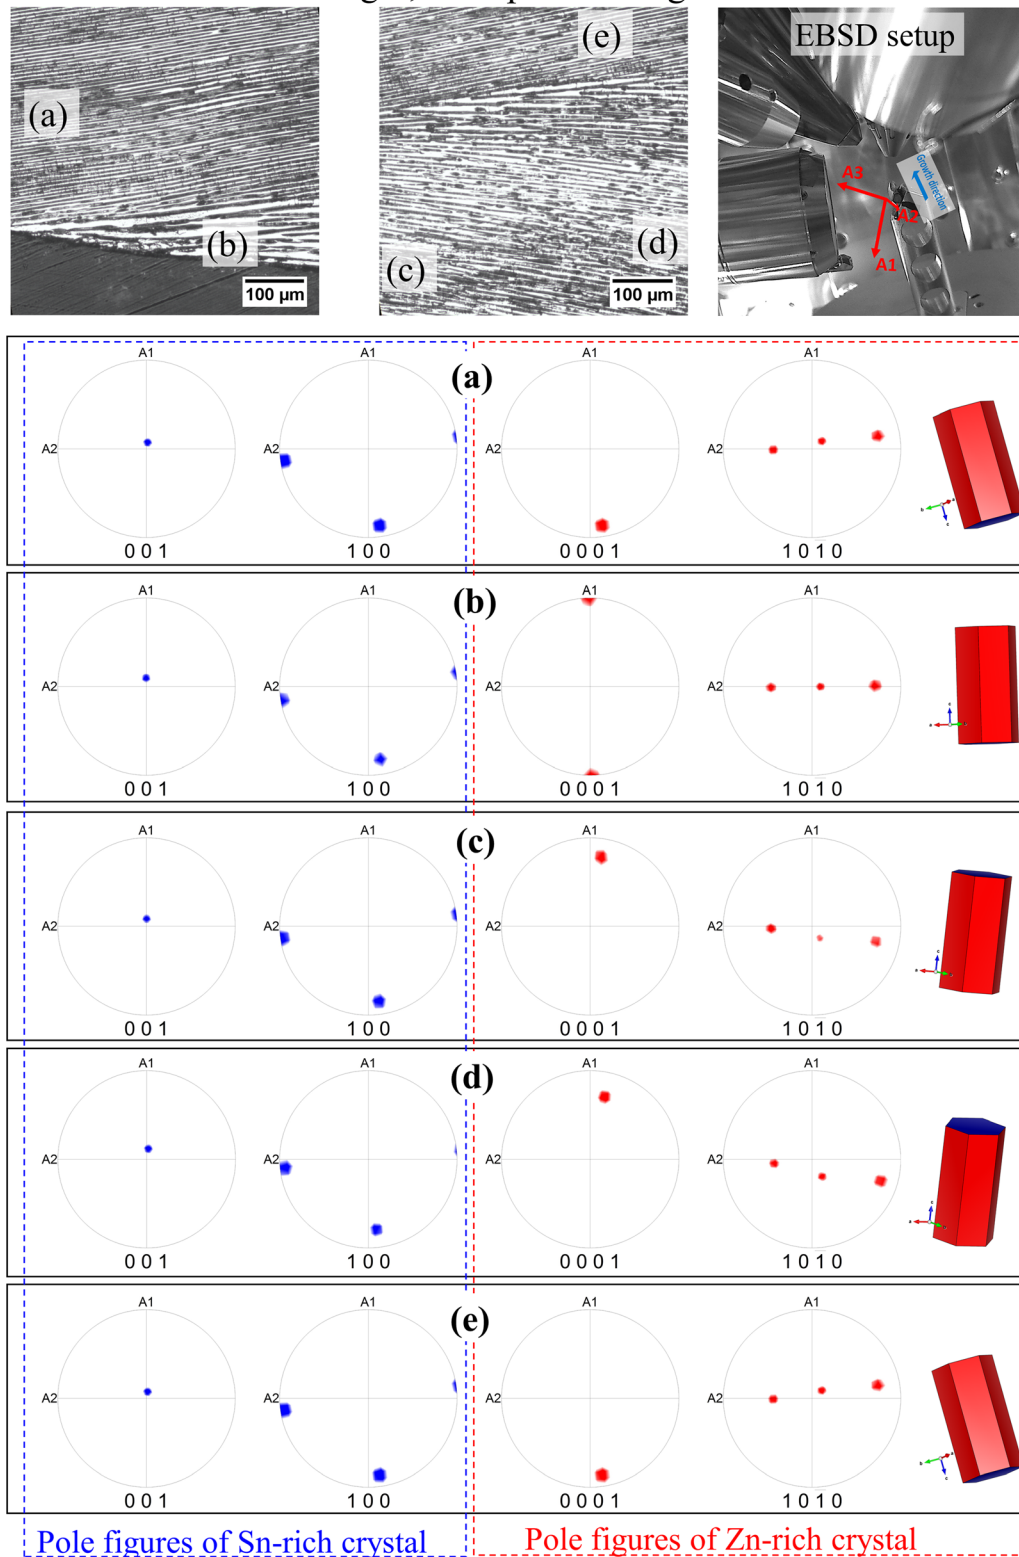 (a)
(b)
100 µm
(e)
(d)
(c)
100 µm
EBSD setup
Growth direction
A3
A2
A1
(a)
A1
A1
A1
A1
A2
A2
A2
A2
0 0 1
1 0 0
0 0 0 1
1 0 1 0
(b)
A1
A1
A1
A1
A2
A2
A2
A2
0 0 1
1 0 0
0 0 0 1
1 0 1 0
(c)
A1
A1
A1
A1
A2
A2
A2
A2
0 0 1
1 0 0
0 0 0 1
1 0 1 0
(d)
A1
A1
A1
A1
A2
A2
A2
A2
0 0 1
1 0 0
0 0 0 1
1 0 1 0
(e)
A1
A1
A1
A1
A2
A2
A2
A2
0 0 1
1 0 0
0 0 0 1
1 0 1 0
Pole figures of Sn-rich crystal
Pole figures of Zn-rich crystal